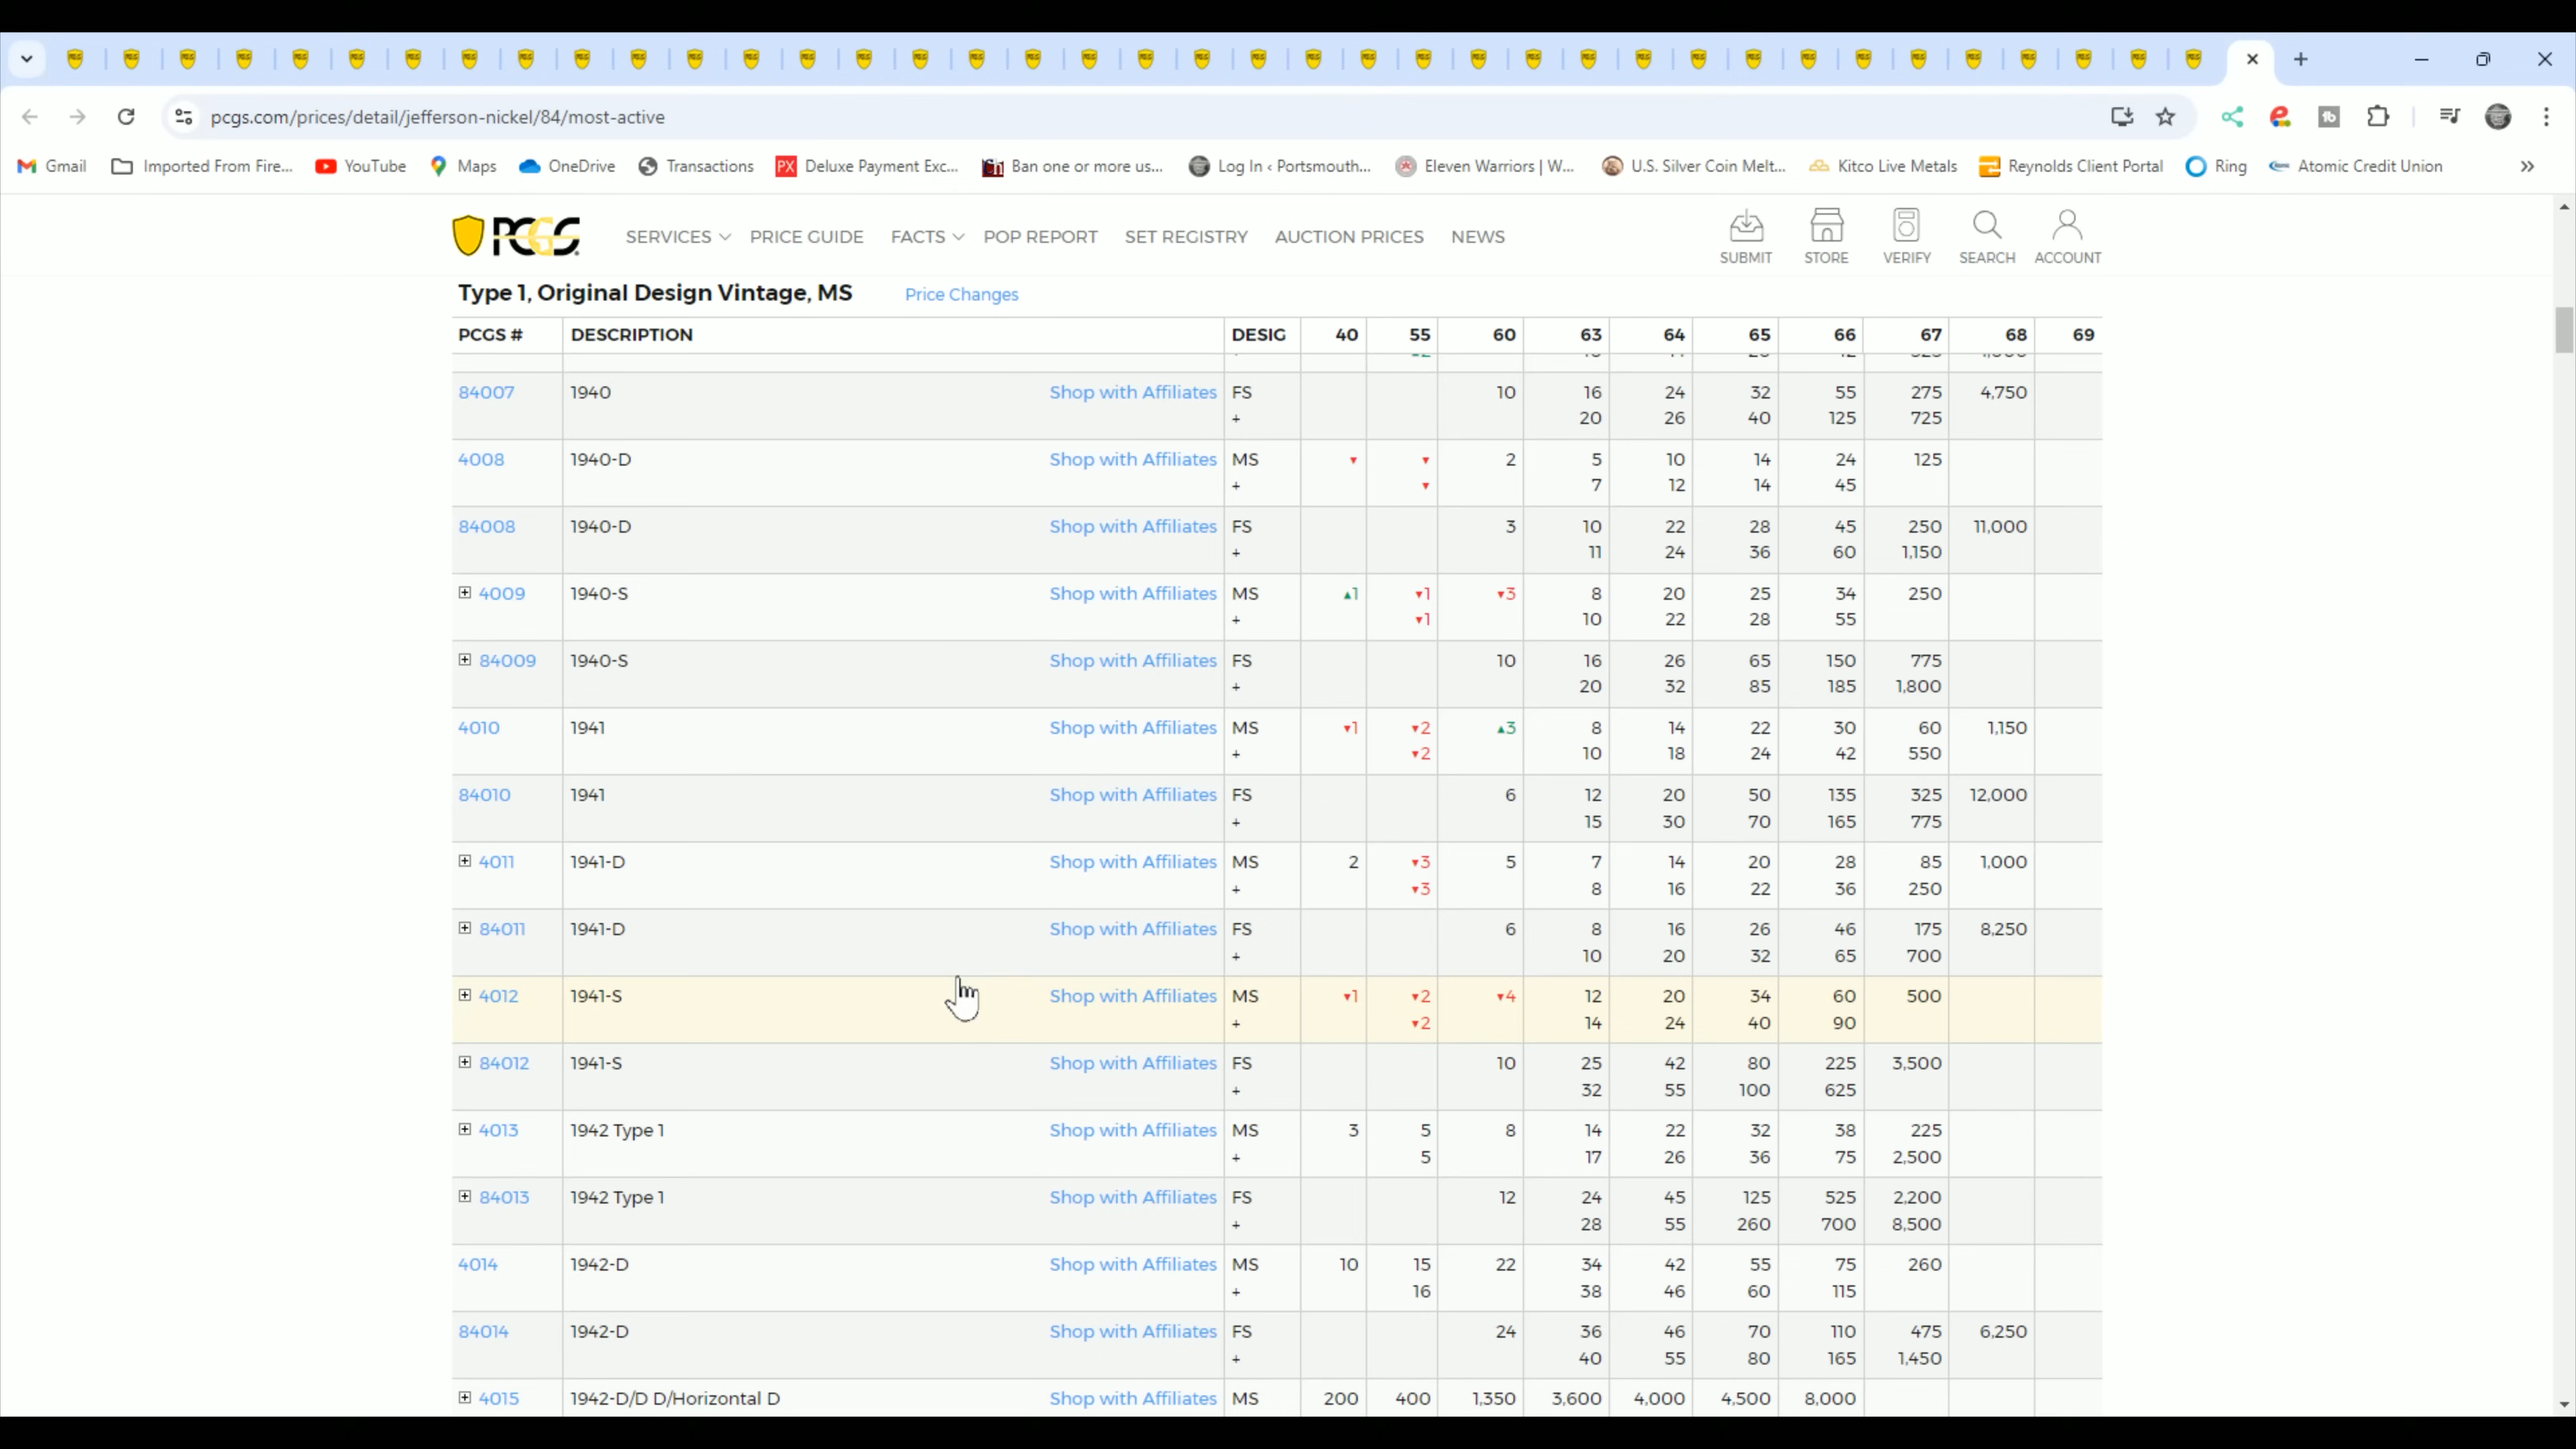 pcgs.com/prices/detail/jefferson-nickel/84/most-active
Gmail Imported From Fire... YouTube Maps OneDrive Transactions Deluxe Payment Exc... Ban one or more us... Log In ‹ Portsmouth... Eleven Warriors | W... U.S. Silver Coin Melt... Kitco Live Metals Reynolds Client Portal Ring Atomic Credit Union »
PCGS SERVICES PRICE GUIDE FACTS POP REPORT SET REGISTRY AUCTION PRICES NEWS SUBMIT STORE VERIFY SEARCH ACCOUNT
Type 1, Original Design Vintage, MS Price Changes
PCGS # DESCRIPTION DESIG 40 55 60 63 64 65 66 67 68 69
84007 1940 Shop with Affiliates FS 10 16 24 32 55 275 4,750
+ 20 26 40 125 725
4008 1940-D Shop with Affiliates MS ▼ ▼ 2 5 10 14 24 125
+ ▼ 7 12 14 45
84008 1940-D Shop with Affiliates FS 3 10 22 28 45 250 11,000
+ 11 24 36 60 1,150
4009 1940-S Shop with Affiliates MS ▲1 ▼1 ▼3 8 20 25 34 250
+ ▼1 10 22 28 55
84009 1940-S Shop with Affiliates FS 10 16 26 65 150 775
+ 20 32 85 185 1,800
4010 1941 Shop with Affiliates MS ▼1 ▼2 ▲3 8 14 22 30 60 1,150
+ ▼2 10 18 24 42 550
84010 1941 Shop with Affiliates FS 6 12 20 50 135 325 12,000
+ 15 30 70 165 775
4011 1941-D Shop with Affiliates MS 2 ▼3 5 7 14 20 28 85 1,000
+ ▼3 8 16 22 36 250
84011 1941-D Shop with Affiliates FS 6 8 16 26 46 175 8,250
+ 10 20 32 65 700
4012 1941-S Shop with Affiliates MS ▼1 ▼2 ▼4 12 20 34 60 500
+ ▼2 14 24 40 90
84012 1941-S Shop with Affiliates FS 10 25 42 80 225 3,500
+ 32 55 100 625
4013 1942 Type 1 Shop with Affiliates MS 3 5 8 14 22 32 38 225
+ 5 17 26 36 75 2,500
84013 1942 Type 1 Shop with Affiliates FS 12 24 45 125 525 2,200
+ 28 55 260 700 8,500
4014 1942-D Shop with Affiliates MS 10 15 22 34 42 55 75 260
+ 16 38 46 60 115
84014 1942-D Shop with Affiliates FS 24 36 46 70 110 475 6,250
+ 40 55 80 165 1,450
4015 1942-D/D D/Horizontal D Shop with Affiliates MS 200 400 1,350 3,600 4,000 4,500 8,000